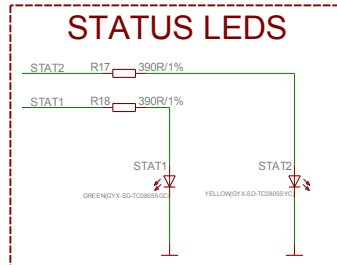 STATUS LEDS
STAT2 R17 390R/1%
STAT1 R18 390R/1%
STAT1 STAT2
GREEN(GYX-SD-TC0805SGC) YELLOW(GYX-SD-TC0805SYC)